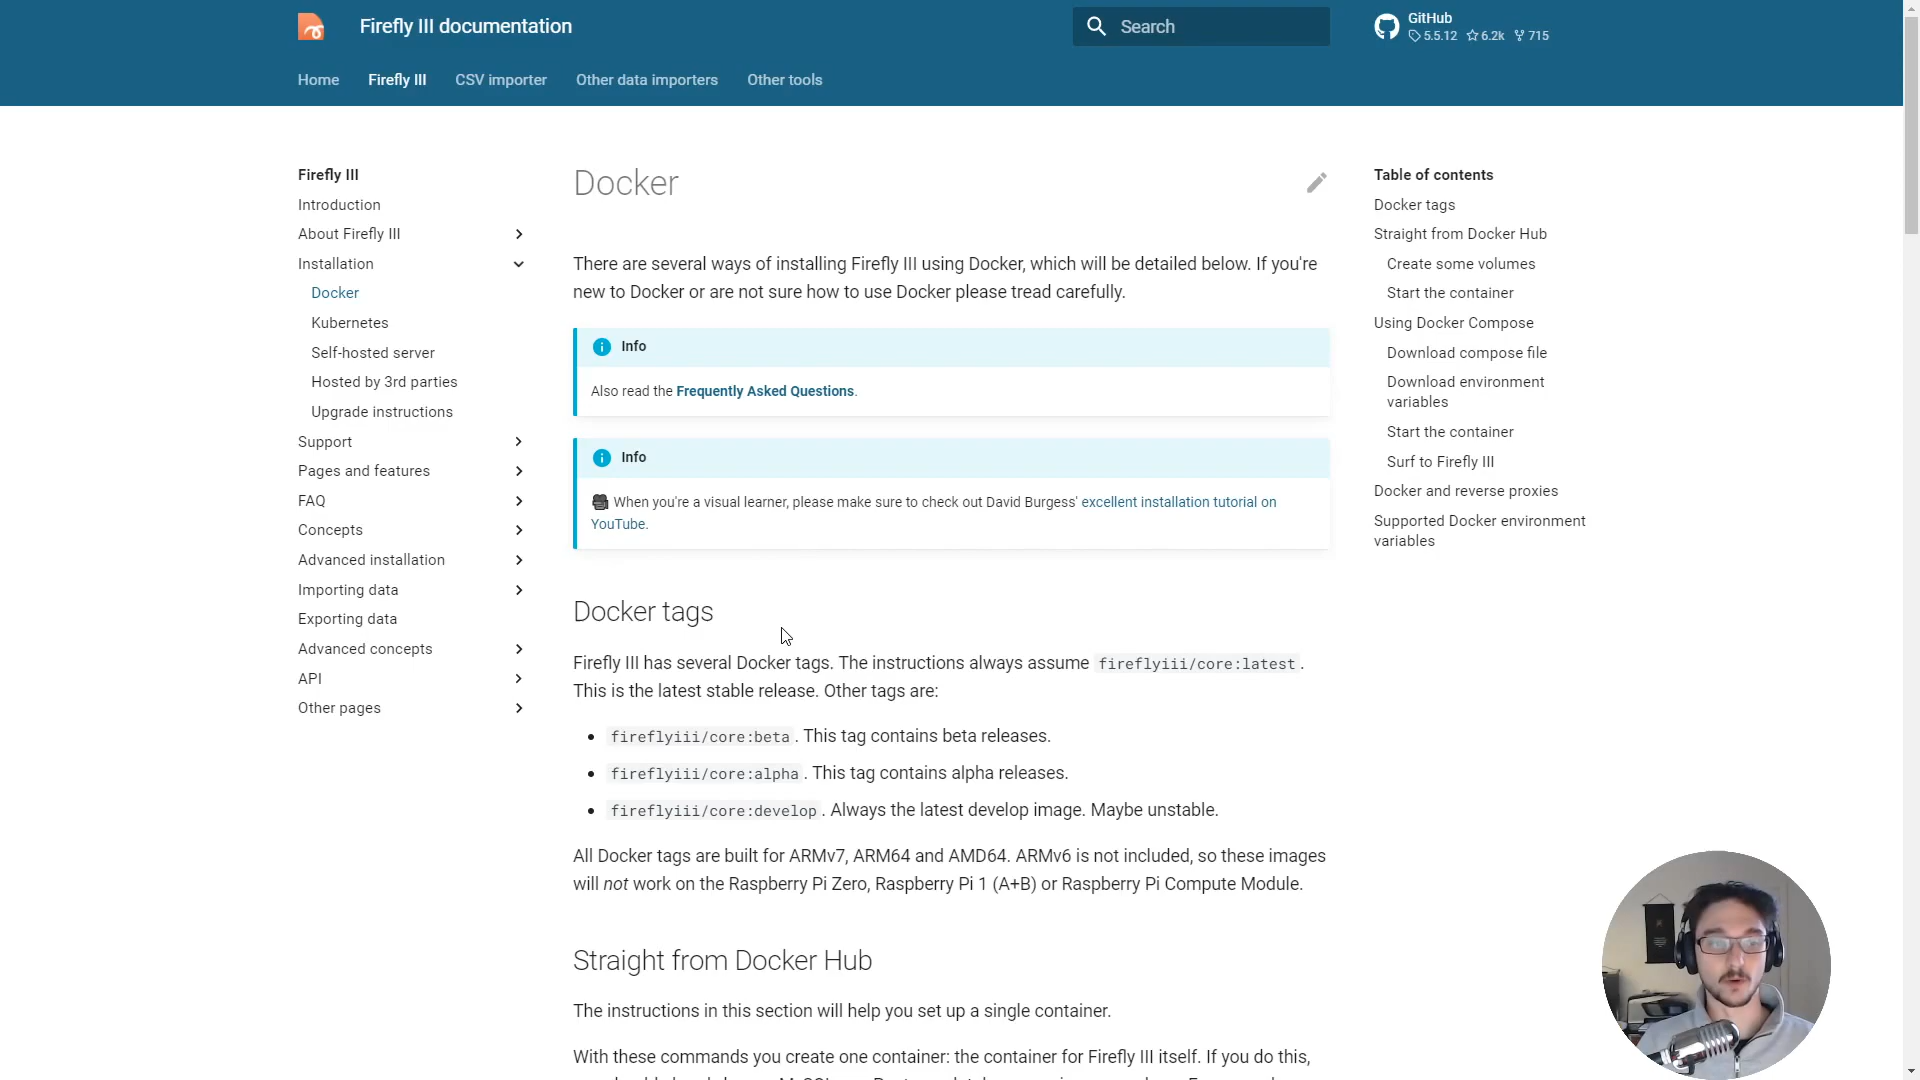 Firefly III documentation
Search
GitHub
5.5.12 6.2k 715
Home Firefly III CSV importer Other data importers Other tools
Firefly III
Introduction
About Firefly III
Installation
Docker
Kubernetes
Self-hosted server
Hosted by 3rd parties
Upgrade instructions
Support
Pages and features
FAQ
Concepts
Advanced installation
Importing data
Exporting data
Advanced concepts
API
Other pages
Docker
There are several ways of installing Firefly III using Docker, which will be detailed below. If you're
new to Docker or are not sure how to use Docker please tread carefully.
Info
Also read the Frequently Asked Questions.
Info
When you're a visual learner, please make sure to check out David Burgess' excellent installation tutorial on
YouTube.
Docker tags
Firefly III has several Docker tags. The instructions always assume fireflyiii/core:latest.
This is the latest stable release. Other tags are:
• fireflyiii/core:beta. This tag contains beta releases.
• fireflyiii/core:alpha. This tag contains alpha releases.
• fireflyiii/core:develop. Always the latest develop image. Maybe unstable.
All Docker tags are built for ARMv7, ARM64 and AMD64. ARMv6 is not included, so these images
will not work on the Raspberry Pi Zero, Raspberry Pi 1 (A+B) or Raspberry Pi Compute Module.
Straight from Docker Hub
The instructions in this section will help you set up a single container.
With these commands you create one container: the container for Firefly III itself. If you do this,
Table of contents
Docker tags
Straight from Docker Hub
Create some volumes
Start the container
Using Docker Compose
Download compose file
Download environment
variables
Start the container
Surf to Firefly III
Docker and reverse proxies
Supported Docker environment
variables